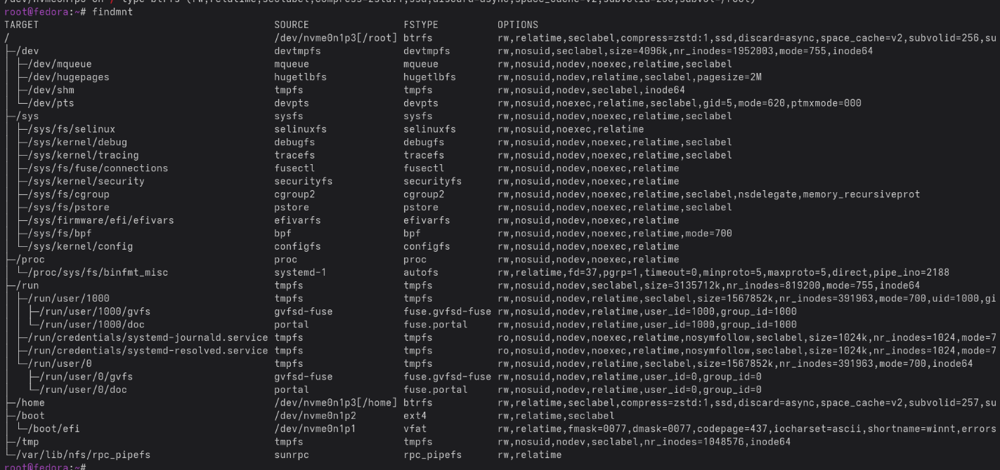 /dev/nvme0n1p3 on / type btrfs (rw,relatime,seclabel,compress=zstd:1,ssd,discard=async,space_cache=v2,subvolid=256,subvol=/root)
root@fedora:~# findmnt
TARGET SOURCE FSTYPE OPTIONS
/ /dev/nvme0n1p3[/root] btrfs rw,relatime,seclabel,compress=zstd:1,ssd,discard=async,space_cache=v2,subvolid=256,su
├─/dev devtmpfs devtmpfs rw,nosuid,seclabel,size=4096k,nr_inodes=1952003,mode=755,inode64
│ ├─/dev/mqueue mqueue mqueue rw,nosuid,nodev,noexec,relatime,seclabel
│ ├─/dev/hugepages hugetlbfs hugetlbfs rw,nosuid,nodev,relatime,seclabel,pagesize=2M
│ ├─/dev/shm tmpfs tmpfs rw,nosuid,nodev,seclabel,inode64
│ └─/dev/pts devpts devpts rw,nosuid,noexec,relatime,seclabel,gid=5,mode=620,ptmxmode=000
├─/sys sysfs sysfs rw,nosuid,nodev,noexec,relatime,seclabel
│ ├─/sys/fs/selinux selinuxfs selinuxfs rw,nosuid,noexec,relatime
│ ├─/sys/kernel/debug debugfs debugfs rw,nosuid,nodev,noexec,relatime,seclabel
│ ├─/sys/kernel/tracing tracefs tracefs rw,nosuid,nodev,noexec,relatime,seclabel
│ ├─/sys/fs/fuse/connections fusectl fusectl rw,nosuid,nodev,noexec,relatime
│ ├─/sys/kernel/security securityfs securityfs rw,nosuid,nodev,noexec,relatime
│ ├─/sys/fs/cgroup cgroup2 cgroup2 rw,nosuid,nodev,noexec,relatime,seclabel,nsdelegate,memory_recursiveprot
│ ├─/sys/fs/pstore pstore pstore rw,nosuid,nodev,noexec,relatime,seclabel
│ ├─/sys/firmware/efi/efivars efivarfs efivarfs rw,nosuid,nodev,noexec,relatime
│ ├─/sys/fs/bpf bpf bpf rw,nosuid,nodev,noexec,relatime,mode=700
│ └─/sys/kernel/config configfs configfs rw,nosuid,nodev,noexec,relatime
├─/proc proc proc rw,nosuid,nodev,noexec,relatime
│ └─/proc/sys/fs/binfmt_misc systemd-1 autofs rw,relatime,fd=37,pgrp=1,timeout=0,minproto=5,maxproto=5,direct,pipe_ino=2188
├─/run tmpfs tmpfs rw,nosuid,nodev,seclabel,size=3135712k,nr_inodes=819200,mode=755,inode64
│ ├─/run/user/1000 tmpfs tmpfs rw,nosuid,nodev,relatime,seclabel,size=1567852k,nr_inodes=391963,mode=700,uid=1000,gi
│ │ ├─/run/user/1000/gvfs gvfsd-fuse fuse.gvfsd-fuse rw,nosuid,nodev,relatime,user_id=1000,group_id=1000
│ │ └─/run/user/1000/doc portal fuse.portal rw,nosuid,nodev,relatime,user_id=1000,group_id=1000
│ ├─/run/credentials/systemd-journald.service tmpfs tmpfs ro,nosuid,nodev,noexec,relatime,nosymfollow,seclabel,size=1024k,nr_inodes=1024,mode=7
│ ├─/run/credentials/systemd-resolved.service tmpfs tmpfs ro,nosuid,nodev,noexec,relatime,nosymfollow,seclabel,size=1024k,nr_inodes=1024,mode=7
│ └─/run/user/0 tmpfs tmpfs rw,nosuid,nodev,relatime,seclabel,size=1567852k,nr_inodes=391963,mode=700,inode64
│   ├─/run/user/0/gvfs gvfsd-fuse fuse.gvfsd-fuse rw,nosuid,nodev,relatime,user_id=0,group_id=0
│   └─/run/user/0/doc portal fuse.portal rw,nosuid,nodev,relatime,user_id=0,group_id=0
├─/home /dev/nvme0n1p3[/home] btrfs rw,relatime,seclabel,compress=zstd:1,ssd,discard=async,space_cache=v2,subvolid=257,su
├─/boot /dev/nvme0n1p2 ext4 rw,relatime,seclabel
│ └─/boot/efi /dev/nvme0n1p1 vfat rw,relatime,fmask=0077,dmask=0077,codepage=437,iocharset=ascii,shortname=winnt,errors
├─/tmp tmpfs tmpfs rw,nosuid,nodev,seclabel,nr_inodes=1048576,inode64
└─/var/lib/nfs/rpc_pipefs sunrpc rpc_pipefs rw,relatime
root@fedora:~#